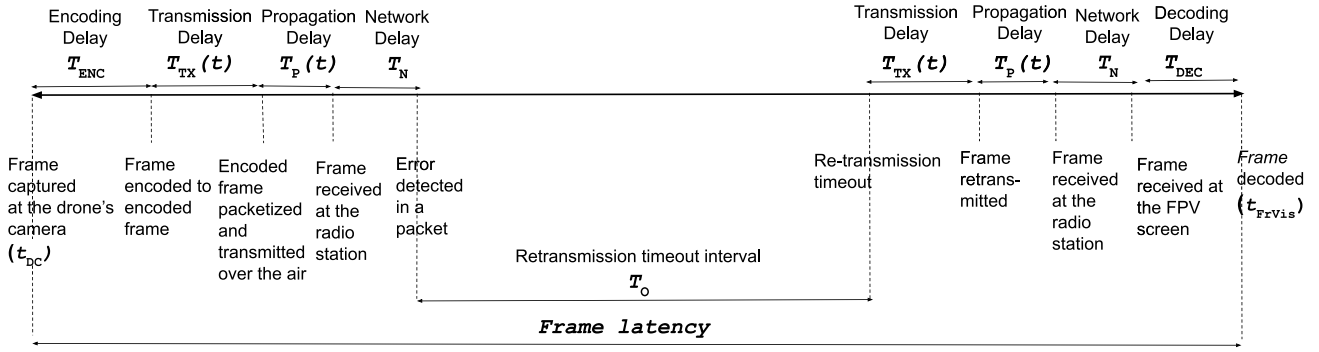 Encoding
Delay
T_ENC
Transmission
Delay
T_TX(t)
Propagation
Delay
T_P(t)
Network
Delay
T_N
Transmission
Delay
T_TX(t)
Propagation
Delay
T_P(t)
Network
Delay
T_N
Decoding
Delay
T_DEC
Frame
captured
at the drone's
camera
(t_DC)
Frame
encoded to
encoded
frame
Encoded
frame
packetized
and
transmitted
over the air
Frame
received
at the
radio
station
Error
detected
in a
packet
Re-transmission
timeout
Frame
retrans-
mitted
Frame
received
at the
radio
station
Frame
received at
the FPV
screen
Frame
decoded
(t_FrVis)
Retransmission timeout interval
T_O
Frame latency